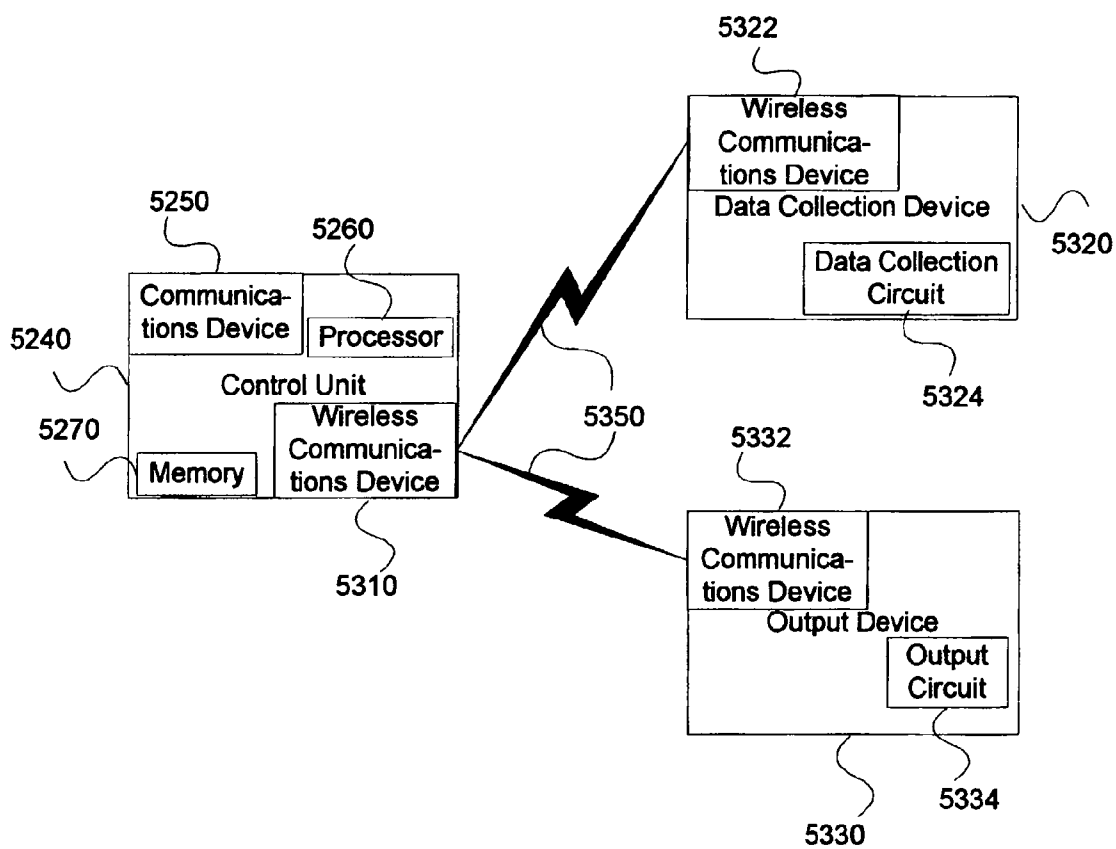 5322
Wireless
Communica-
tions Device
Data Collection Device
5320
Data Collection
Circuit
5324
5250
5260
Communica-
tions Device
Processor
5240
Control Unit
5270
Wireless
Communica-
tions Device
Memory
5310
5350
5332
Wireless
Communica-
tions Device
Output Device
Output
Circuit
5334
5330